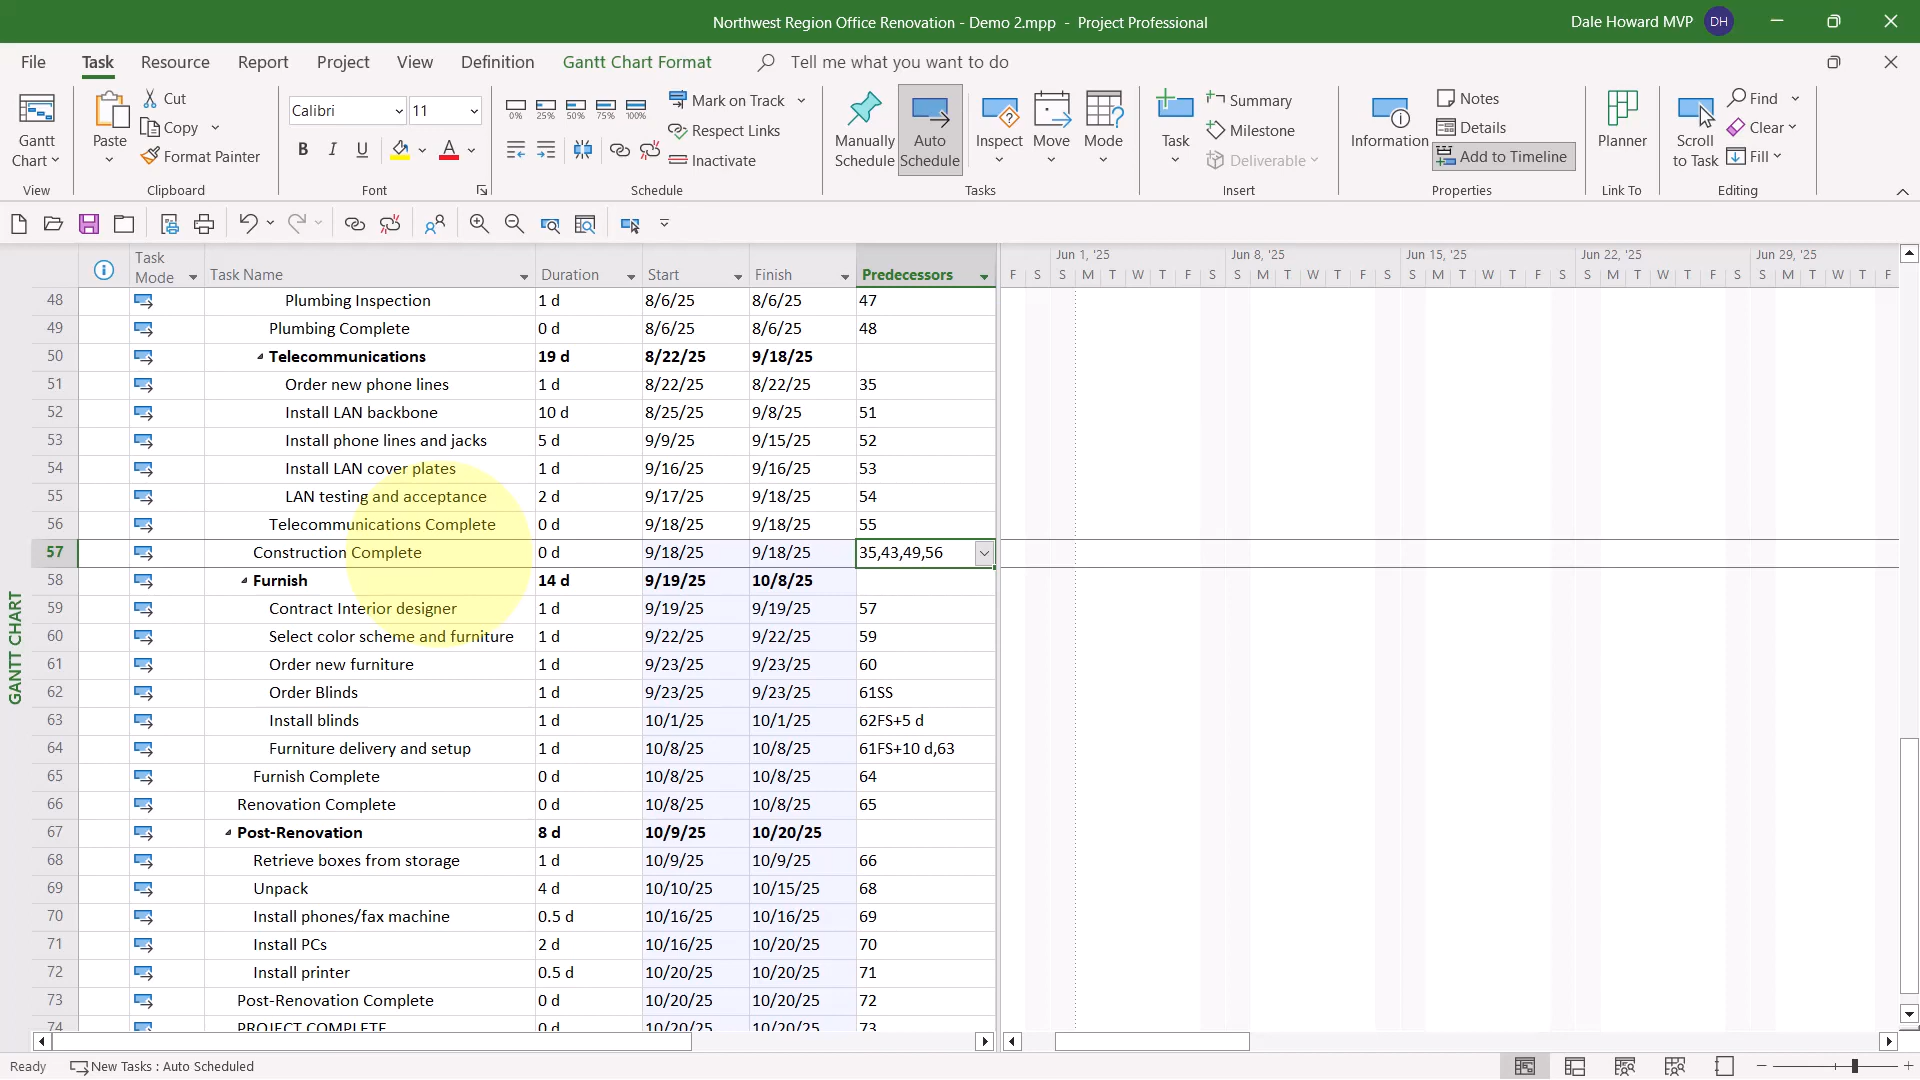 Northwest Region Office Renovation - Demo 2.mpp - Project Professional
Dale Howard MVP DH
File Task Resource Report Project View Definition Gantt Chart Format Tell me what you want to do
Gantt Chart
View
Paste
Cut
Copy
Format Painter
Clipboard
Calibri 11
B I U A
Font
0% 25% 50% 75% 100%
Mark on Track
Respect Links
Inactivate
Schedule
Manually Schedule
Auto Schedule
Inspect
Move
Mode
Tasks
Task
Summary
Milestone
Deliverable
Insert
Information
Notes
Details
Add to Timeline
Properties
Planner
Link To
Scroll to Task
Find
Clear
Fill
Editing
Task Mode Task Name Duration Start Finish Predecessors
Jun 1, '25 Jun 8, '25 Jun 15, '25 Jun 22, '25 Jun 29, '25
F S S M T W T F S S M T W T F S S M T W T F S S M T W T F S S M T W T F
48 Plumbing Inspection 1 d 8/6/25 8/6/25 47
49 Plumbing Complete 0 d 8/6/25 8/6/25 48
50 Telecommunications 19 d 8/22/25 9/18/25
51 Order new phone lines 1 d 8/22/25 8/22/25 35
52 Install LAN backbone 10 d 8/25/25 9/8/25 51
53 Install phone lines and jacks 5 d 9/9/25 9/15/25 52
54 Install LAN cover plates 1 d 9/16/25 9/16/25 53
55 LAN testing and acceptance 2 d 9/17/25 9/18/25 54
56 Telecommunications Complete 0 d 9/18/25 9/18/25 55
57 Construction Complete 0 d 9/18/25 9/18/25 35,43,49,56
58 Furnish 14 d 9/19/25 10/8/25
59 Contract Interior designer 1 d 9/19/25 9/19/25 57
60 Select color scheme and furniture 1 d 9/22/25 9/22/25 59
61 Order new furniture 1 d 9/23/25 9/23/25 60
62 Order Blinds 1 d 9/23/25 9/23/25 61SS
63 Install blinds 1 d 10/1/25 10/1/25 62FS+5 d
64 Furniture delivery and setup 1 d 10/8/25 10/8/25 61FS+10 d,63
65 Furnish Complete 0 d 10/8/25 10/8/25 64
66 Renovation Complete 0 d 10/8/25 10/8/25 65
67 Post-Renovation 8 d 10/9/25 10/20/25
68 Retrieve boxes from storage 1 d 10/9/25 10/9/25 66
69 Unpack 4 d 10/10/25 10/15/25 68
70 Install phones/fax machine 0.5 d 10/16/25 10/16/25 69
71 Install PCs 2 d 10/16/25 10/20/25 70
72 Install printer 0.5 d 10/20/25 10/20/25 71
73 Post-Renovation Complete 0 d 10/20/25 10/20/25 72
74 PROJECT COMPLETE 0 d 10/20/25 10/20/25 73
GANTT CHART
Ready New Tasks : Auto Scheduled